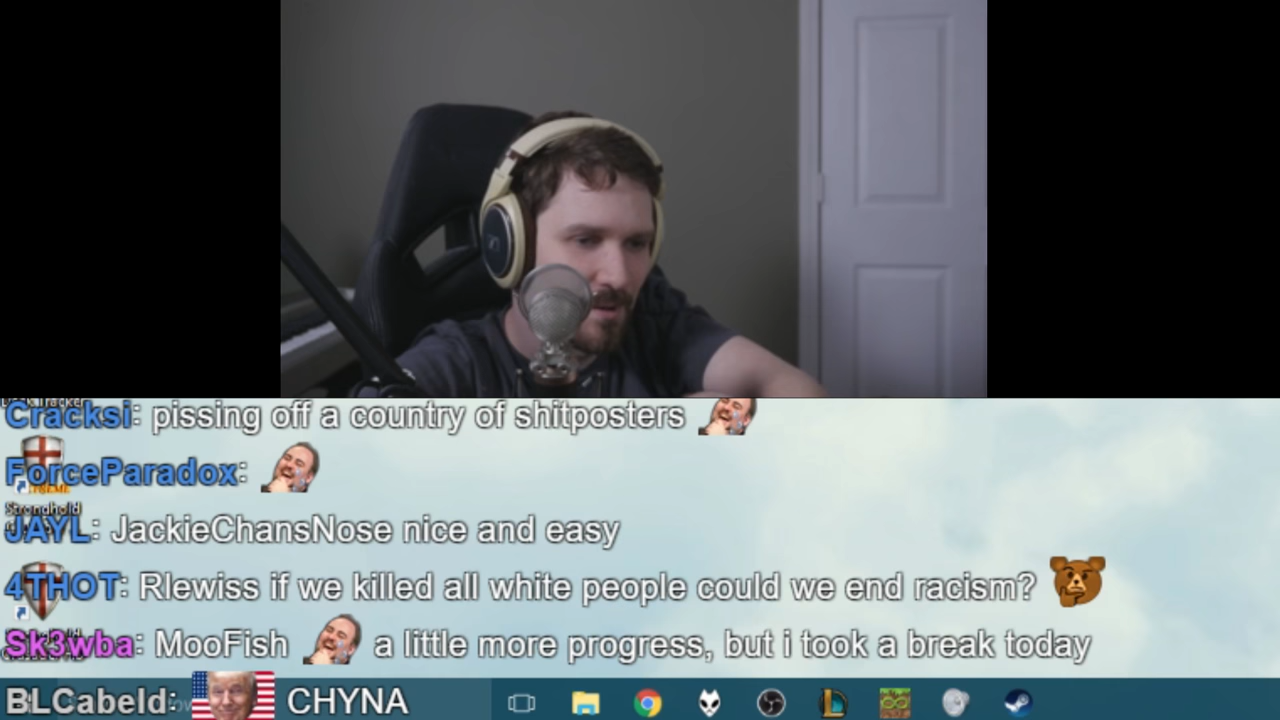 Cracksi: pissing off a country of shitposters
ForceParadox:
Stronghold
JAYL: JackieChansNose nice and easy
4THOT: Rlewiss if we killed all white people could we end racism?
Sk3wba: MooFish a little more progress, but i took a break today
BLCabeld: CHYNA